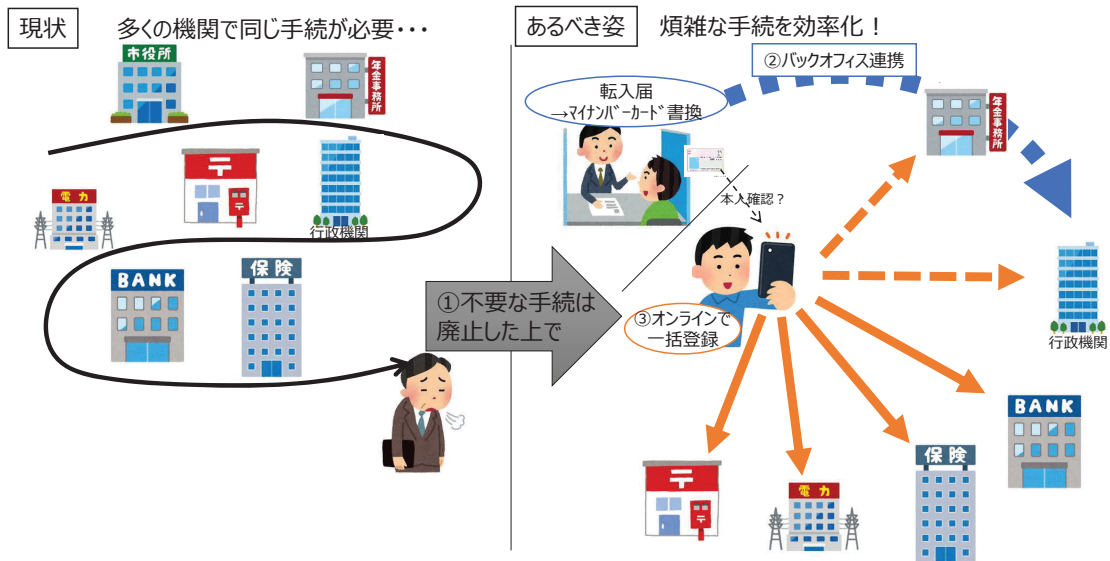 現状
多くの機関で同じ手続が必要・・・
市役所
年金事務所
〒
行政機関
電力
BANK
保険
①不要な手続は
廃止した上で
あるべき姿
煩雑な手続を効率化！
②バックオフィス連携
転入届
→マイナンバーカード書換
年金事務所
本人確認？
③オンラインで
一括登録
行政機関
BANK
保険
電力
〒
〒